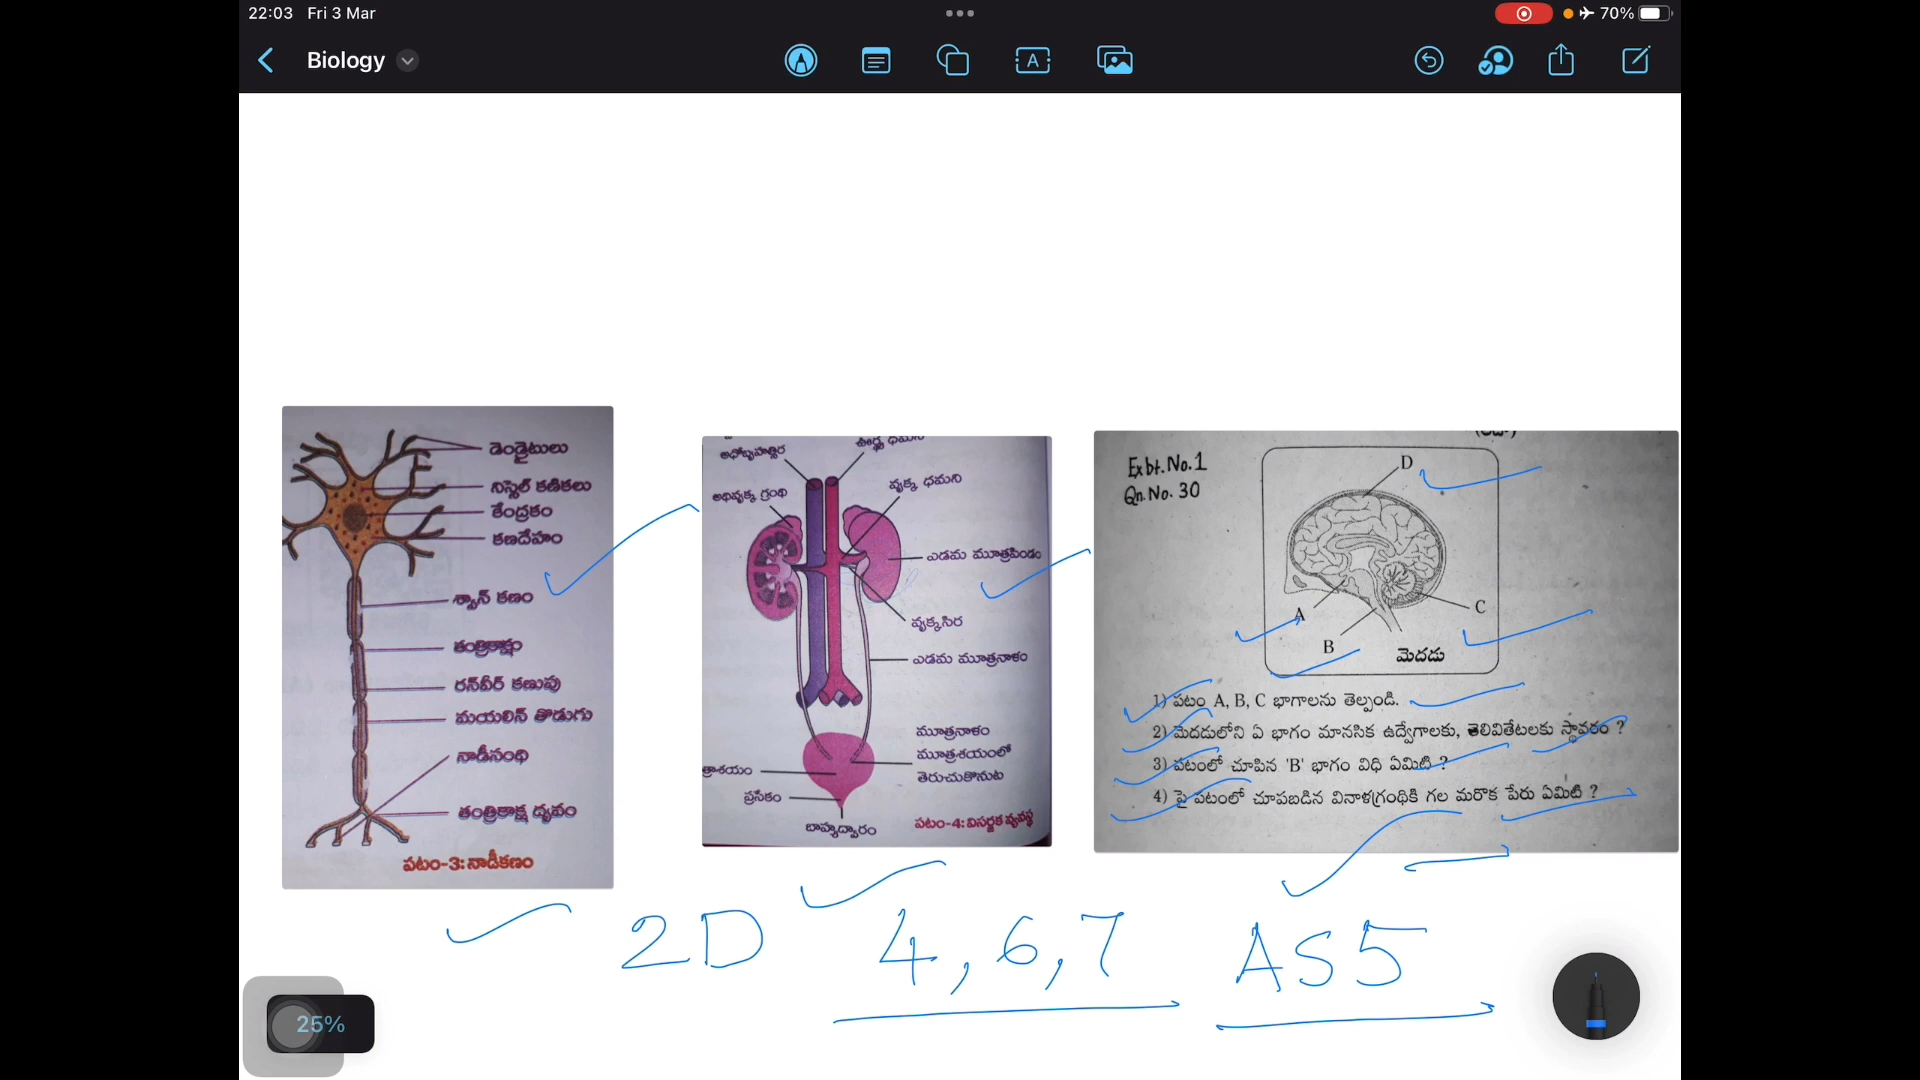 22:03 Fri 3 Mar
70%
Biology
A
డెండ్రైటులు
నిస్సెల్ కణికలు
కేంద్రకం
కణదేహం
శ్వాన్ కణం
తంత్రికాక్షం
రన్‌వీర్ కణుపు
మయలిన్ తొడుగు
నాడీసంధి
తంత్రికాక్ష ద్వవం
పటం-3: నాడీకణం
అధోబృహత్సిర
అధివృక్క గ్రంథి
వృక్క ధమని
ఎడమ మూత్రపిండం
వృక్కసిర
ఎడమ మూత్రనాళం
మూత్రనాళం
మూత్రశయంలో
తెరుచుకొనుట
త్రాశయం
ప్రసేకం
బాహ్యద్వారం
పటం-4: విసర్జక వ్యవస్థ
Exbt.No.1
Qn.No. 30
D
A
C
B
మెదడు
1) పటం A, B, C భాగాలను తెల్పండి.
2) మెదడులోని ఏ భాగం మానసిక ఉద్వేగాలకు, తెలివితేటలకు స్థావరం ?
3) పటంలో చూపిన 'B' భాగం విధి ఏమిటి ?
4) పై పటంలో చూపబడిన వినాళగ్రంథికి గల మరొక పేరు ఏమిటి ?
2D 4, 6, 7 AS5
25%